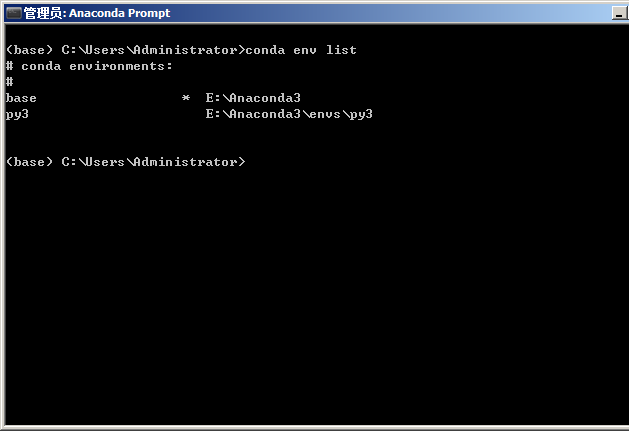 管理员: Anaconda Prompt
(base) C:\Users\Administrator>conda env list
# conda environments:
#
base                  *  E:\Anaconda3
py3                      E:\Anaconda3\envs\py3
(base) C:\Users\Administrator>